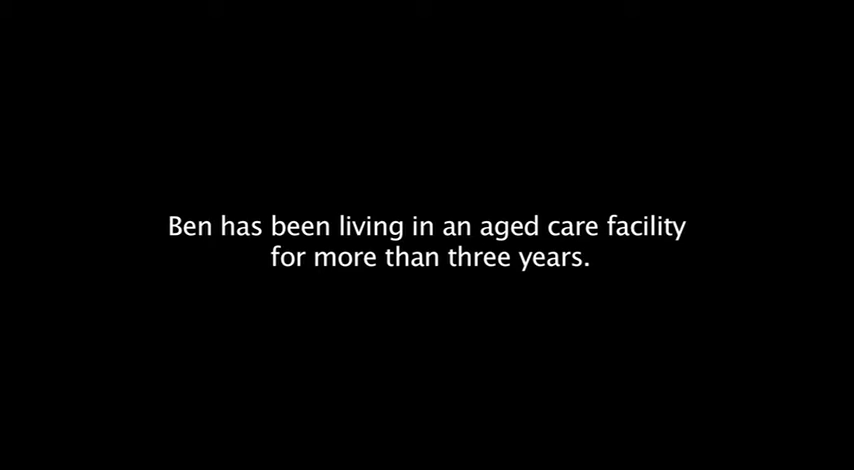 Ben has been living in an aged care facility
for more than three years.